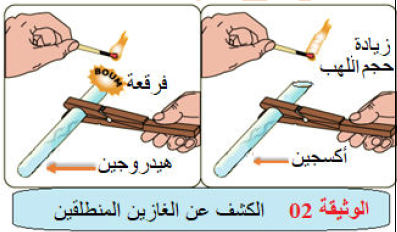 زيادة
حجم اللهب
أكسجين
BOUM
فرقعة
هيدروجين
الوثيقة 02 الكشف عن الغازين المنطلقين